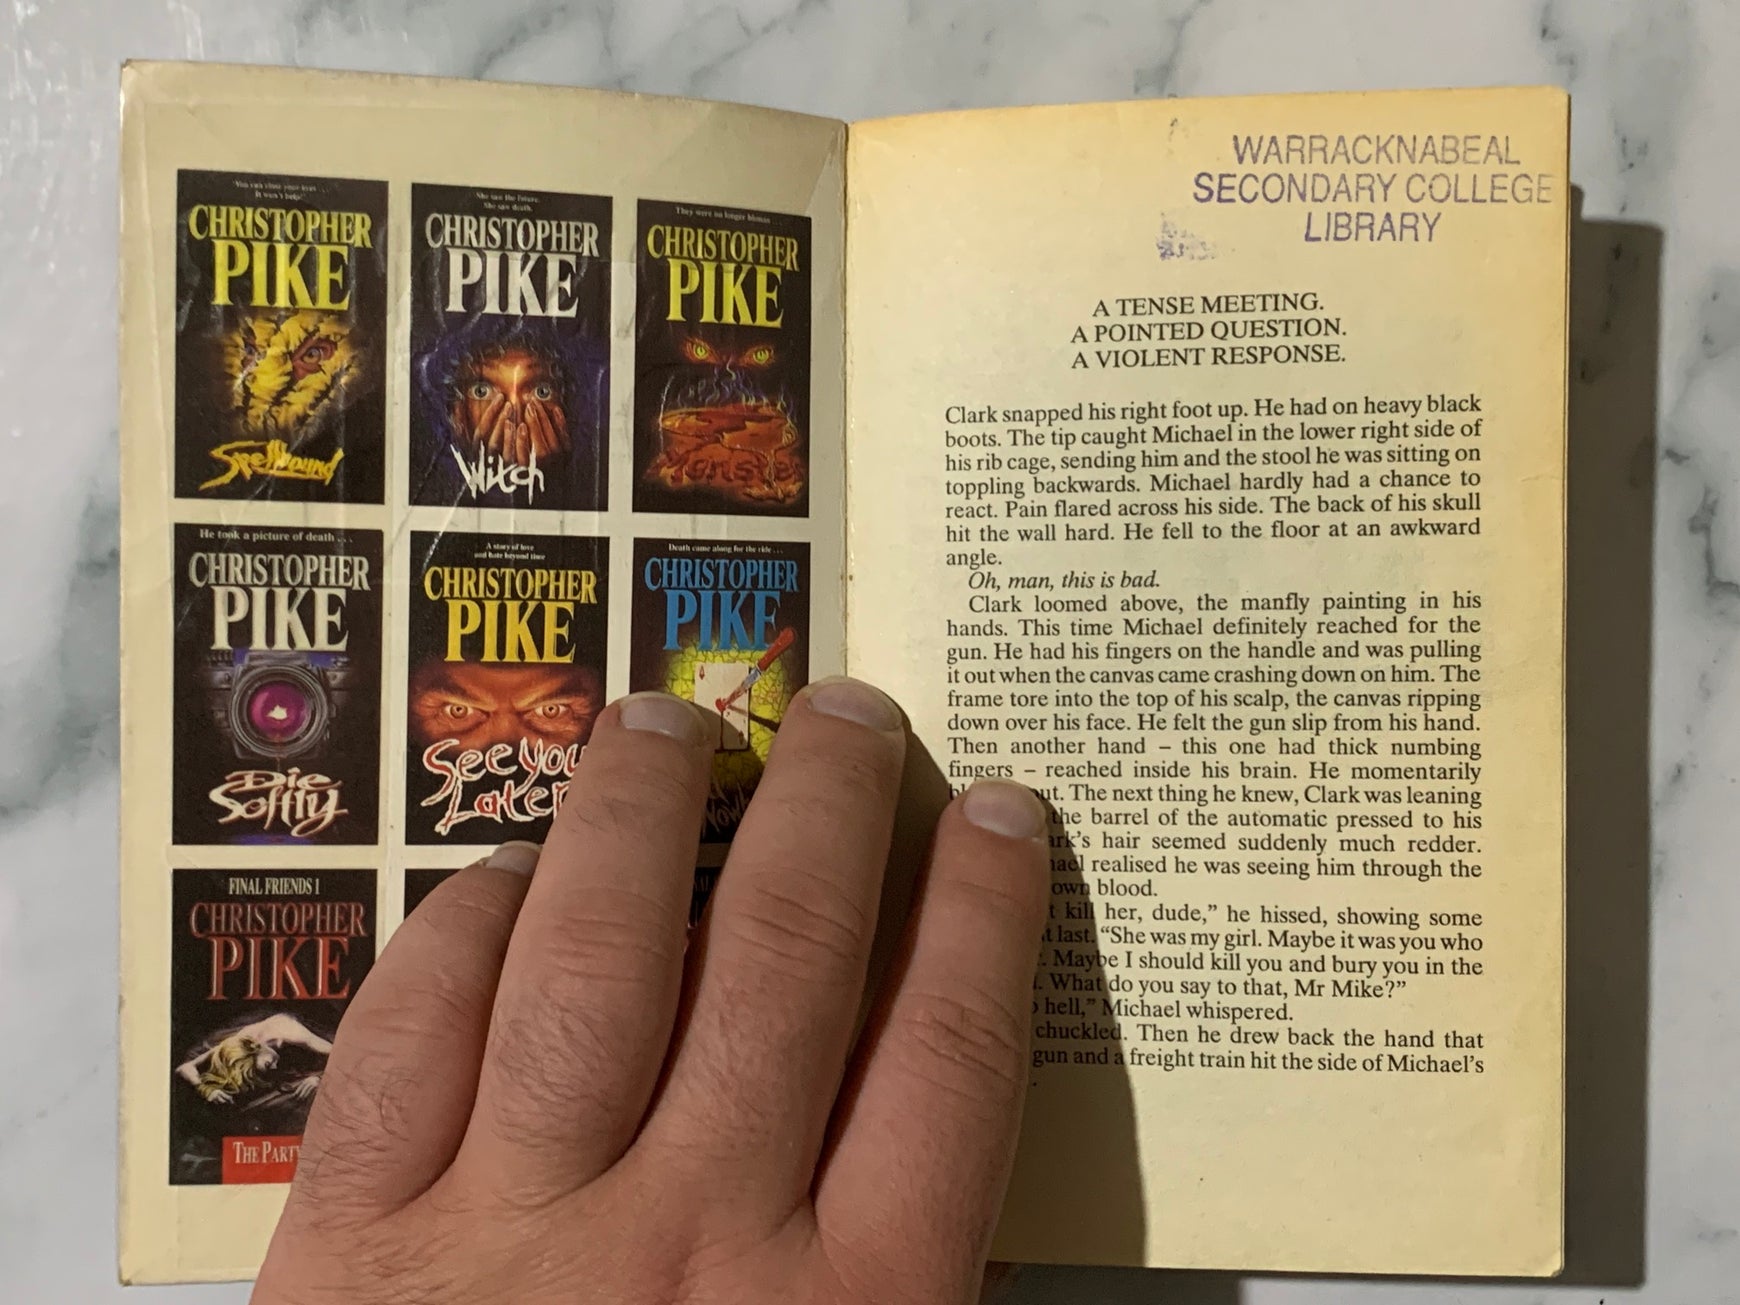 'You can close your eyes . . .
It won't help!'
CHRISTOPHER
PIKE
Spellbound
She saw the future.
She saw death.
CHRISTOPHER
PIKE
Witch
They were no longer human . . .
CHRISTOPHER
PIKE
Monster
He took a picture of death . . .
CHRISTOPHER
PIKE
Die
Softly
A story of love
and hate beyond time
CHRISTOPHER
PIKE
See you
Later
Death came along for the ride . . .
CHRISTOPHER
PIKE
FINAL FRIENDS 1
CHRISTOPHER
PIKE
THE PARTY
WARRACKNABEAL
SECONDARY COLLEGE
LIBRARY
A TENSE MEETING.
A POINTED QUESTION.
A VIOLENT RESPONSE.
Clark snapped his right foot up. He had on heavy black
boots. The tip caught Michael in the lower right side of
his rib cage, sending him and the stool he was sitting on
toppling backwards. Michael hardly had a chance to
react. Pain flared across his side. The back of his skull
hit the wall hard. He fell to the floor at an awkward
angle.
Oh, man, this is bad.
Clark loomed above, the manfly painting in his
hands. This time Michael definitely reached for the
gun. He had his fingers on the handle and was pulling
it out when the canvas came crashing down on him. The
frame tore into the top of his scalp, the canvas ripping
down over his face. He felt the gun slip from his hand.
Then another hand – this one had thick numbing
fingers – reached inside his brain. He momentarily
out. The next thing he knew, Clark was leaning
the barrel of the automatic pressed to his
hair seemed suddenly much redder.
realised he was seeing him through the
own blood.
kill her, dude,” he hissed, showing some
last. “She was my girl. Maybe it was you who
Maybe I should kill you and bury you in the
What do you say to that, Mr Mike?”
hell,” Michael whispered.
chuckled. Then he drew back the hand that
gun and a freight train hit the side of Michael's